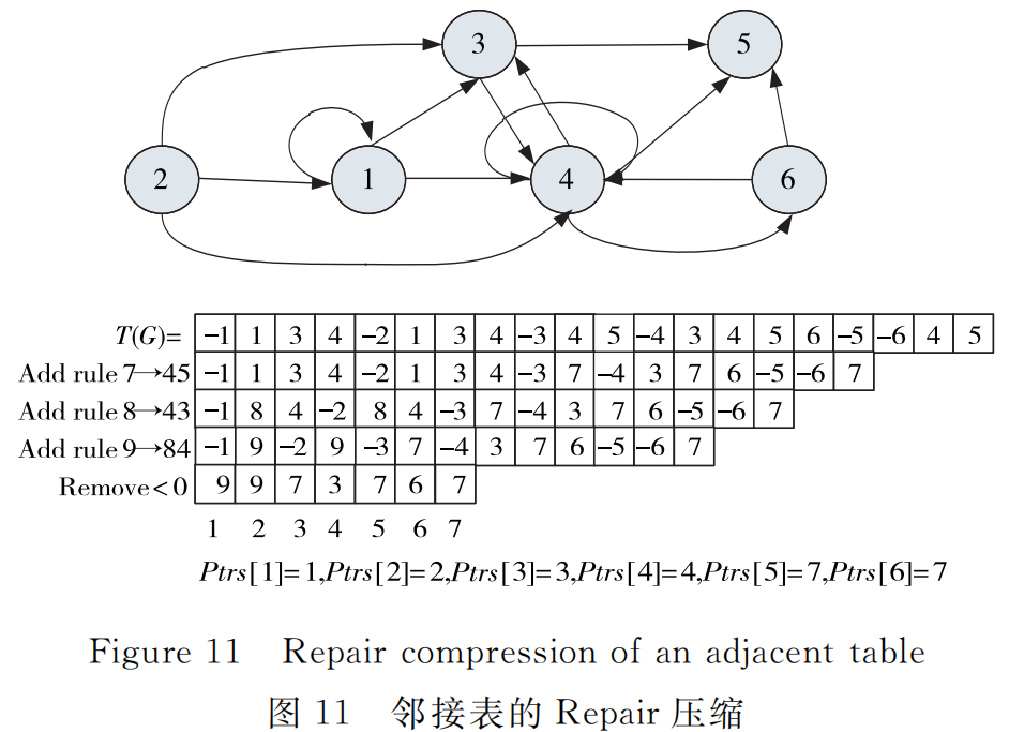 3 5
2 1 4 6
T(G)= −1 1 3 4 −2 1 3 4 −3 4 5 −4 3 4 5 6 −5 −6 4 5
Add rule 7→45 −1 1 3 4 −2 1 3 4 −3 7 −4 3 7 6 −5 −6 7
Add rule 8→43 −1 8 4 −2 8 4 −3 7 −4 3 7 6 −5 −6 7
Add rule 9→84 −1 9 −2 9 −3 7 −4 3 7 6 −5 −6 7
Remove<0 9 9 7 3 7 6 7
1 2 3 4 5 6 7
Ptrs[1]=1,Ptrs[2]=2,Ptrs[3]=3,Ptrs[4]=4,Ptrs[5]=7,Ptrs[6]=7
Figure 11 Repair compression of an adjacent table
图 11 邻接表的 Repair 压缩